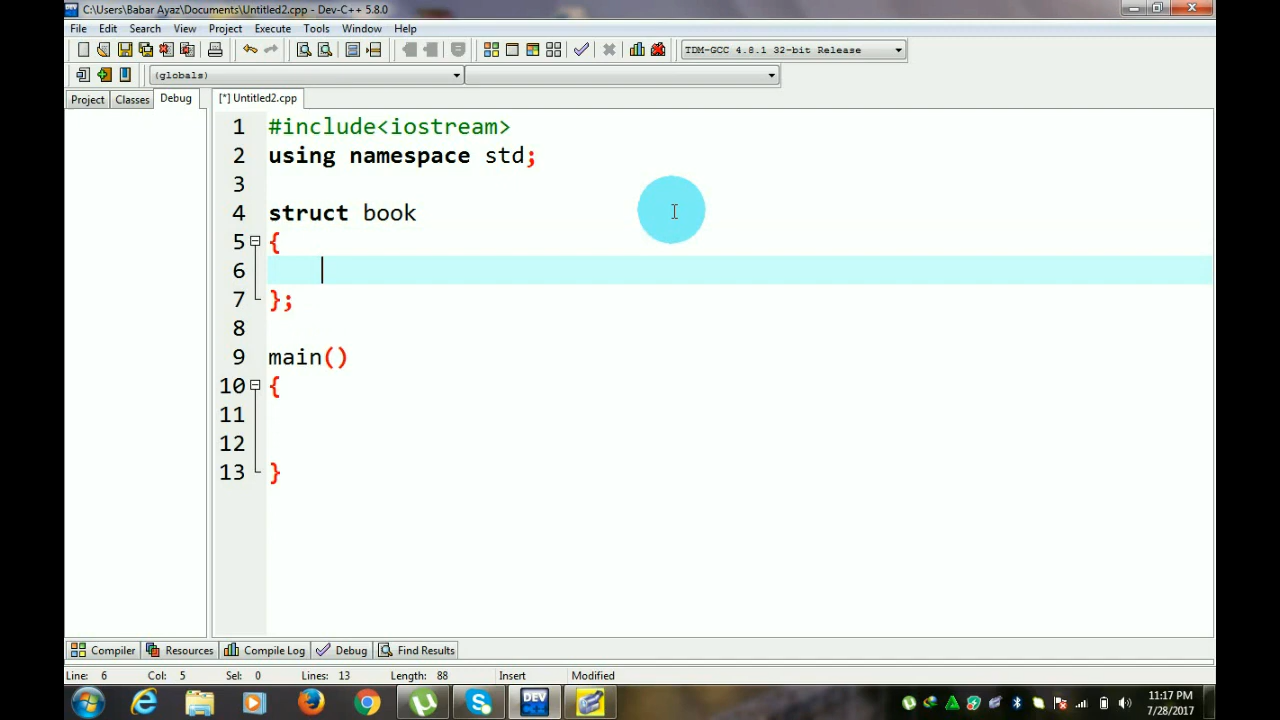 C:\Users\Babar Ayaz\Documents\Untitled2.cpp - Dev-C++ 5.8.0
File Edit Search View Project Execute Tools Window Help
TDM-GCC 4.8.1 32-bit Release
(globals)
Project Classes Debug [*] Untitled2.cpp
1 #include<iostream>
2 using namespace std;
3
4 struct book
5 {
6
7 };
8
9 main()
10 {
11
12
13 }
Compiler Resources Compile Log Debug Find Results
Line: 6 Col: 5 Sel: 0 Lines: 13 Length: 88 Insert Modified
DEV
11:17 PM
7/28/2017